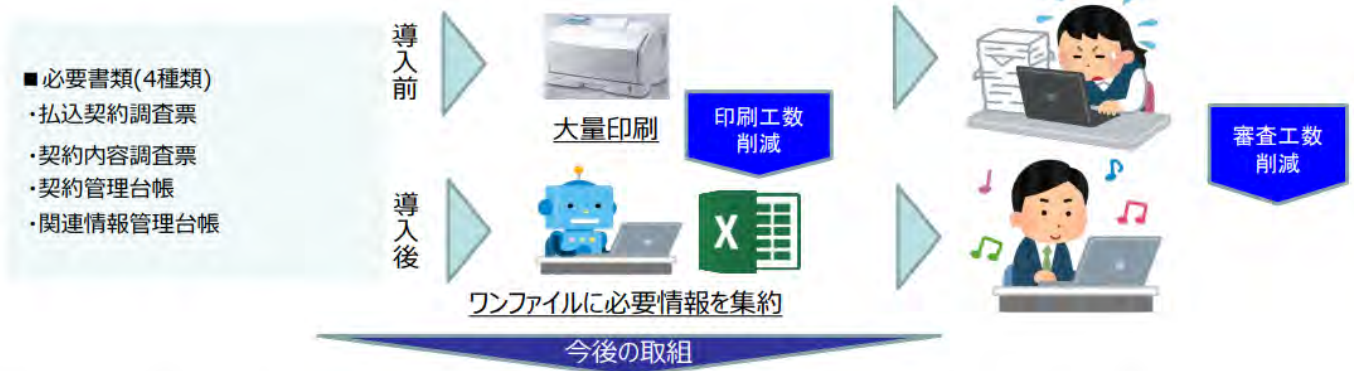 ■必要書類(4種類)
・払込契約調査票
・契約内容調査票
・契約管理台帳
・関連情報管理台帳
導入前
大量印刷
印刷工数
削減
審査工数
削減
導入後
X
ワンファイルに必要情報を集約
今後の取組